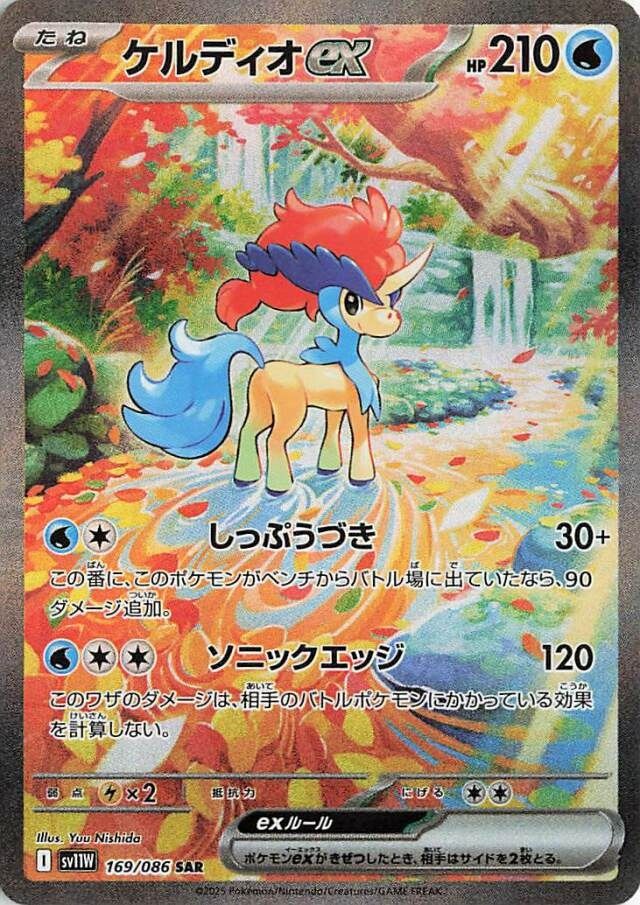 たね ケルディオex HP210
しっぷうづき 30+
この番に、このポケモンがベンチからバトル場に出ていたなら、90
ダメージ追加。
ソニックエッジ 120
このワザのダメージは、相手のバトルポケモンにかかっている効果
を計算しない。
弱点 ×2 抵抗力 にげる
exルール
ポケモンexがきぜつしたとき、相手はサイドを2枚とる。
Illus. Yuu Nishida
I sv11W 169/086 SAR
©2025 Pokémon/Nintendo/Creatures/GAME FREAK